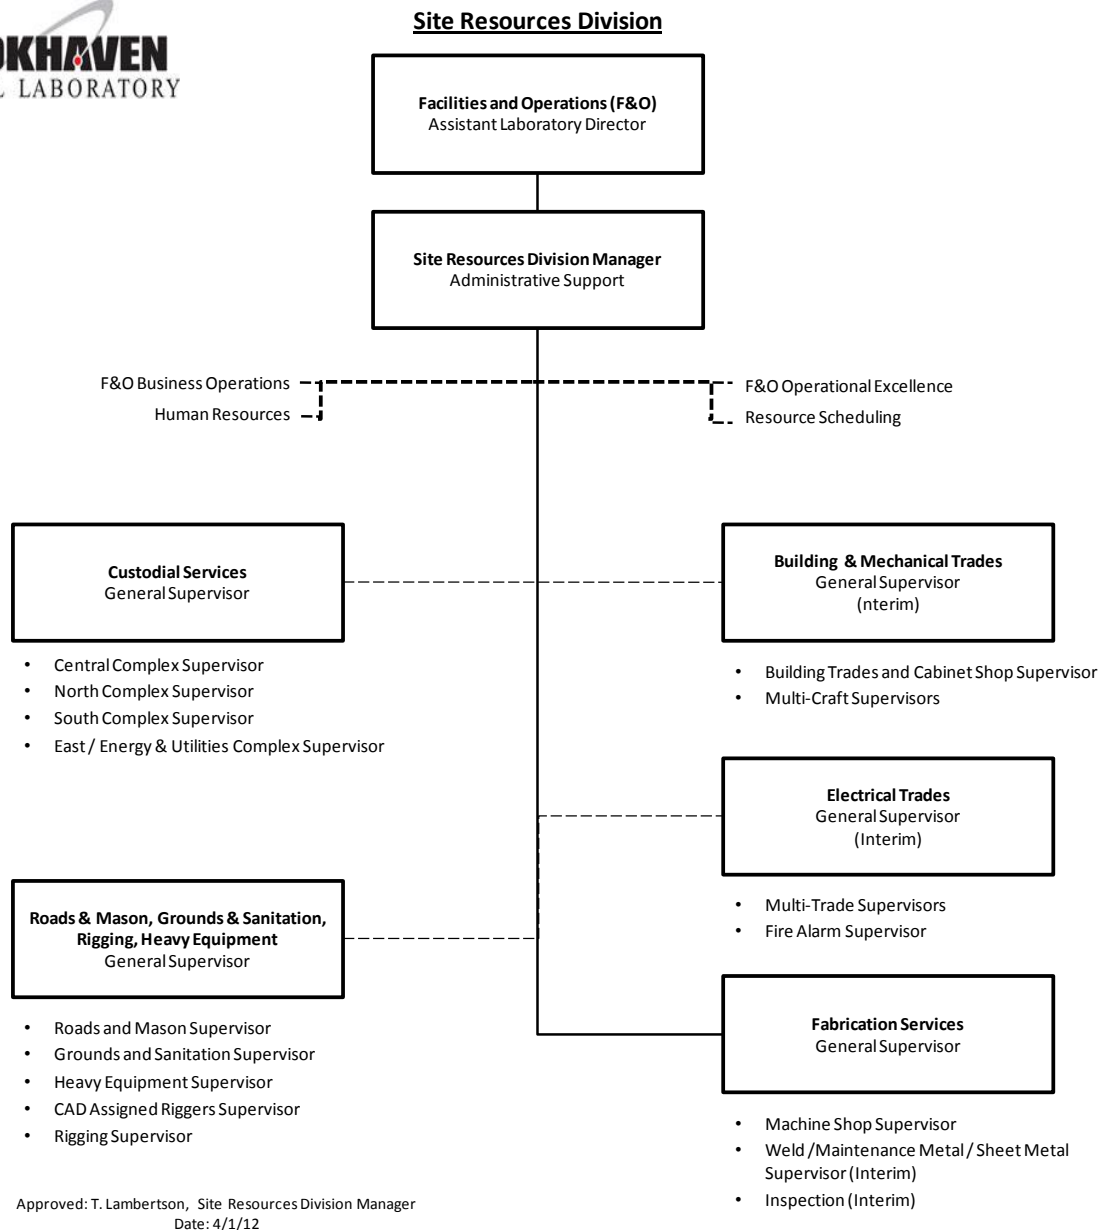 Site Resources Division
OKHAVEN
LABORATORY
Facilities and Operations (F&O)
Assistant Laboratory Director
Site Resources Division Manager
Administrative Support
F&O Business Operations
Human Resources
F&O Operational Excellence
Resource Scheduling
Custodial Services
General Supervisor
• Central Complex Supervisor
• North Complex Supervisor
• South Complex Supervisor
• East / Energy & Utilities Complex Supervisor
Building & Mechanical Trades
General Supervisor
(nterim)
• Building Trades and Cabinet Shop Supervisor
• Multi-Craft Supervisors
Electrical Trades
General Supervisor
(Interim)
• Multi-Trade Supervisors
• Fire Alarm Supervisor
Roads & Mason, Grounds & Sanitation,
Rigging, Heavy Equipment
General Supervisor
• Roads and Mason Supervisor
• Grounds and Sanitation Supervisor
• Heavy Equipment Supervisor
• CAD Assigned Riggers Supervisor
• Rigging Supervisor
Fabrication Services
General Supervisor
• Machine Shop Supervisor
• Weld /Maintenance Metal / Sheet Metal
Supervisor (Interim)
• Inspection (Interim)
Approved: T. Lambertson, Site Resources Division Manager
Date: 4/1/12